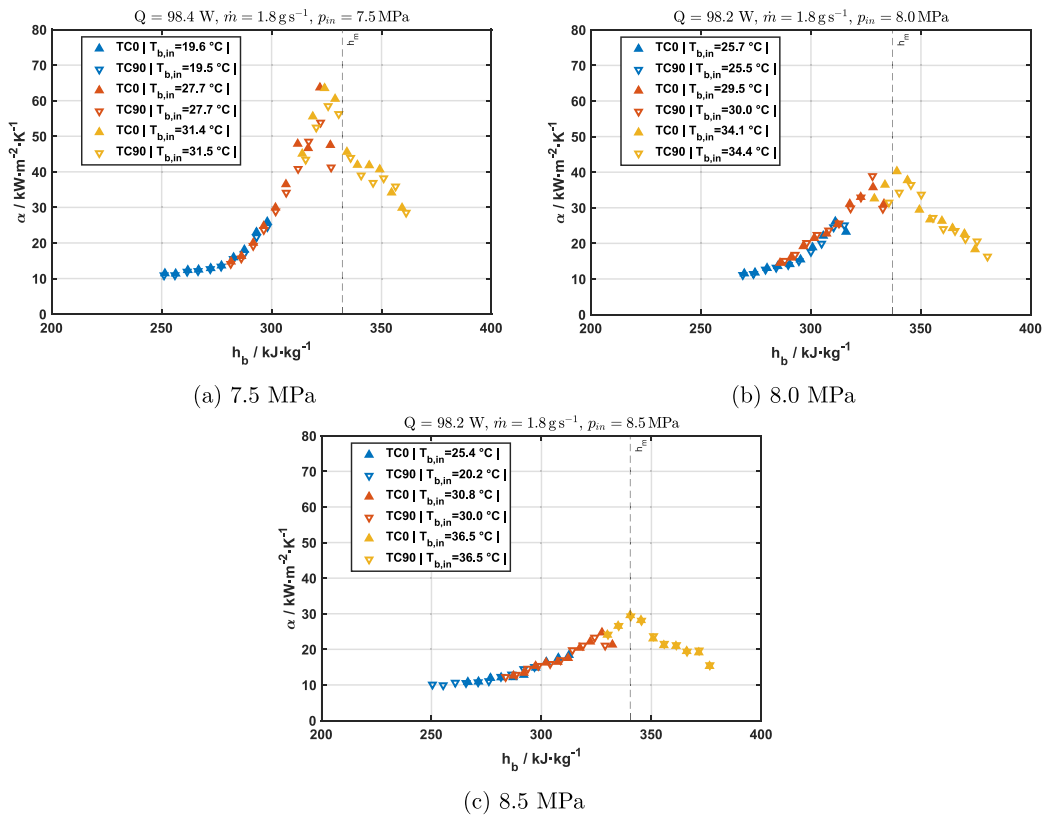 Q = 98.4 W, ṁ = 1.8 g s⁻¹, p_in = 7.5 MPa
h_m
80
70
60
50
40
30
20
10
0
α / kW·m⁻²·K⁻¹
TC0 | T_b,in=19.6 °C |
TC90 | T_b,in=19.5 °C |
TC0 | T_b,in=27.7 °C |
TC90 | T_b,in=27.7 °C |
TC0 | T_b,in=31.4 °C |
TC90 | T_b,in=31.5 °C |
200 250 300 350 400
h_b / kJ·kg⁻¹
(a) 7.5 MPa
Q = 98.2 W, ṁ = 1.8 g s⁻¹, p_in = 8.0 MPa
h_m
80
70
60
50
40
30
20
10
0
α / kW·m⁻²·K⁻¹
TC0 | T_b,in=25.7 °C |
TC90 | T_b,in=25.5 °C |
TC0 | T_b,in=29.5 °C |
TC90 | T_b,in=30.0 °C |
TC0 | T_b,in=34.1 °C |
TC90 | T_b,in=34.4 °C |
200 250 300 350 400
h_b / kJ·kg⁻¹
(b) 8.0 MPa
Q = 98.2 W, ṁ = 1.8 g s⁻¹, p_in = 8.5 MPa
h_m
80
70
60
50
40
30
20
10
0
α / kW·m⁻²·K⁻¹
TC0 | T_b,in=25.4 °C |
TC90 | T_b,in=20.2 °C |
TC0 | T_b,in=30.8 °C |
TC90 | T_b,in=30.0 °C |
TC0 | T_b,in=36.5 °C |
TC90 | T_b,in=36.5 °C |
200 250 300 350 400
h_b / kJ·kg⁻¹
(c) 8.5 MPa